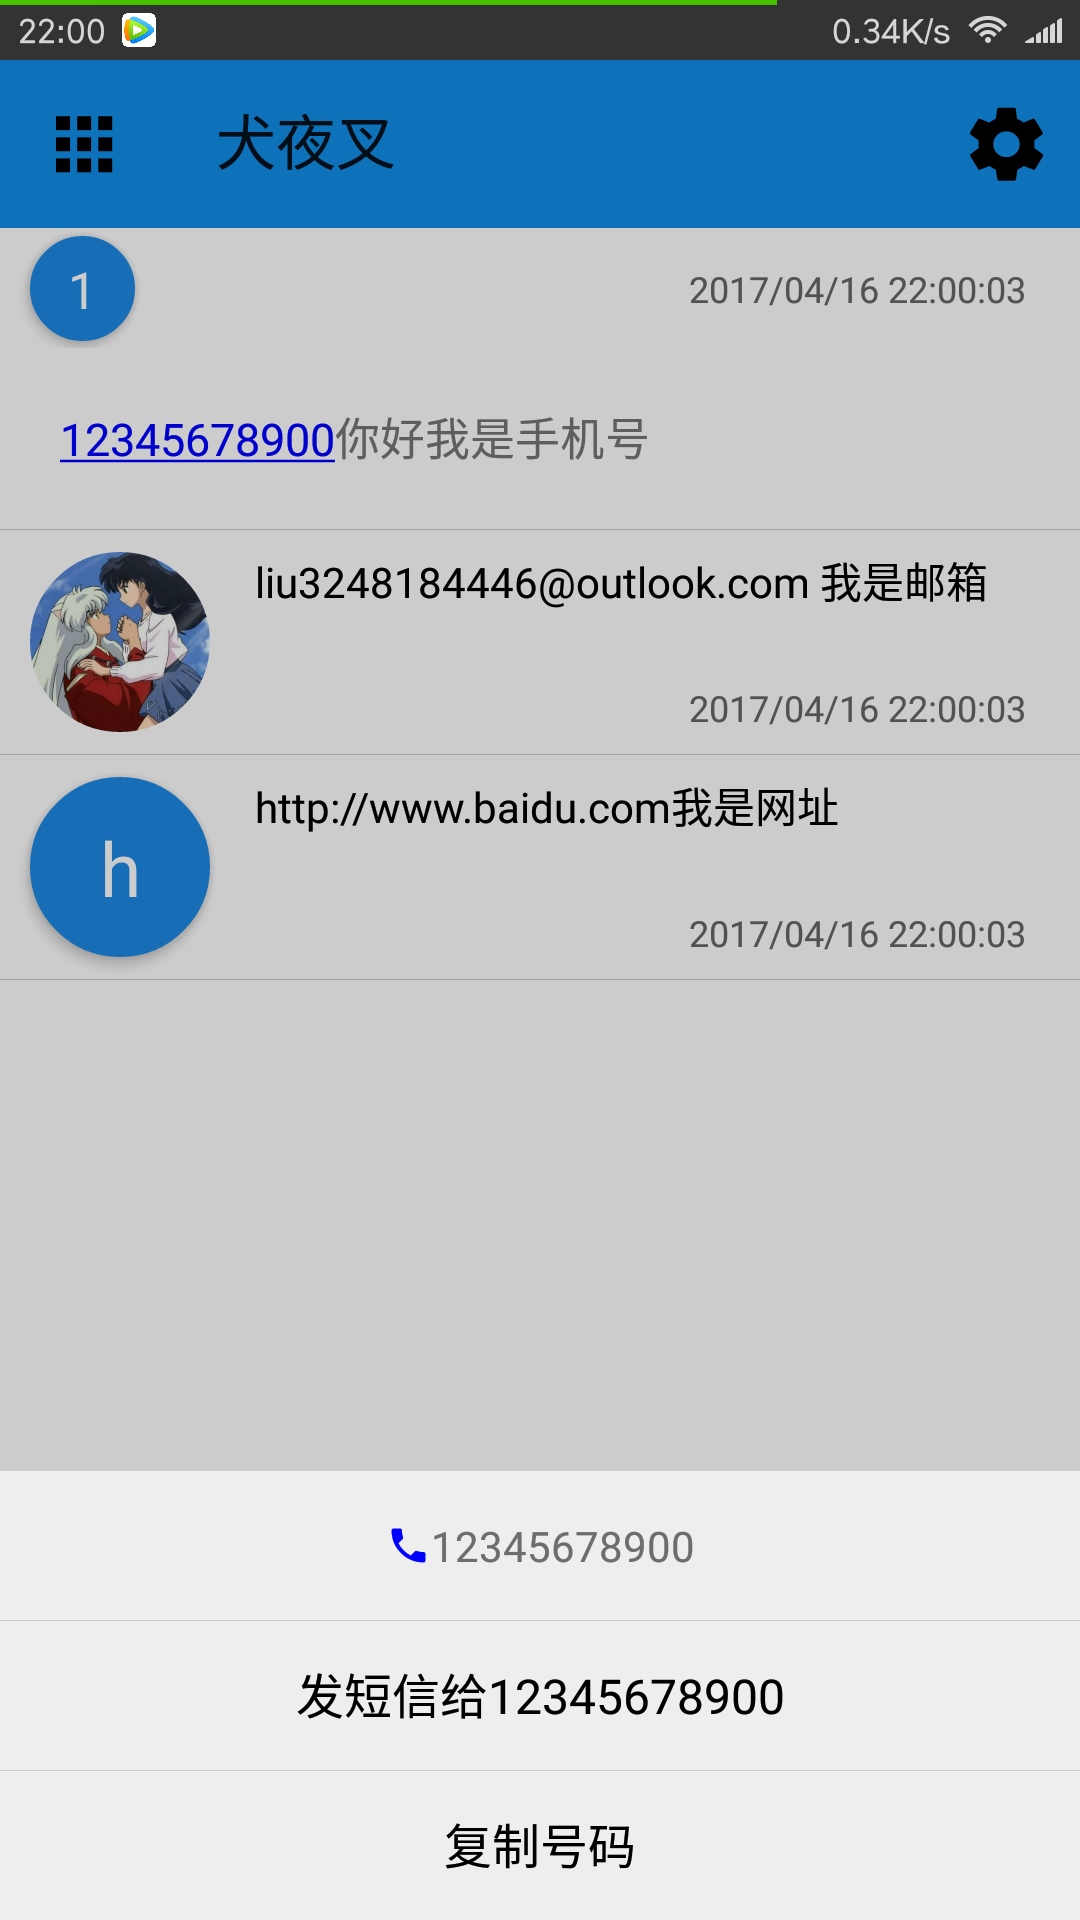 22:00
0.34K/s
犬夜叉
1
2017/04/16 22:00:03
12345678900你好我是手机号
liu3248184446@outlook.com 我是邮箱
2017/04/16 22:00:03
h
http://www.baidu.com我是网址
2017/04/16 22:00:03
12345678900
发短信给12345678900
复制号码